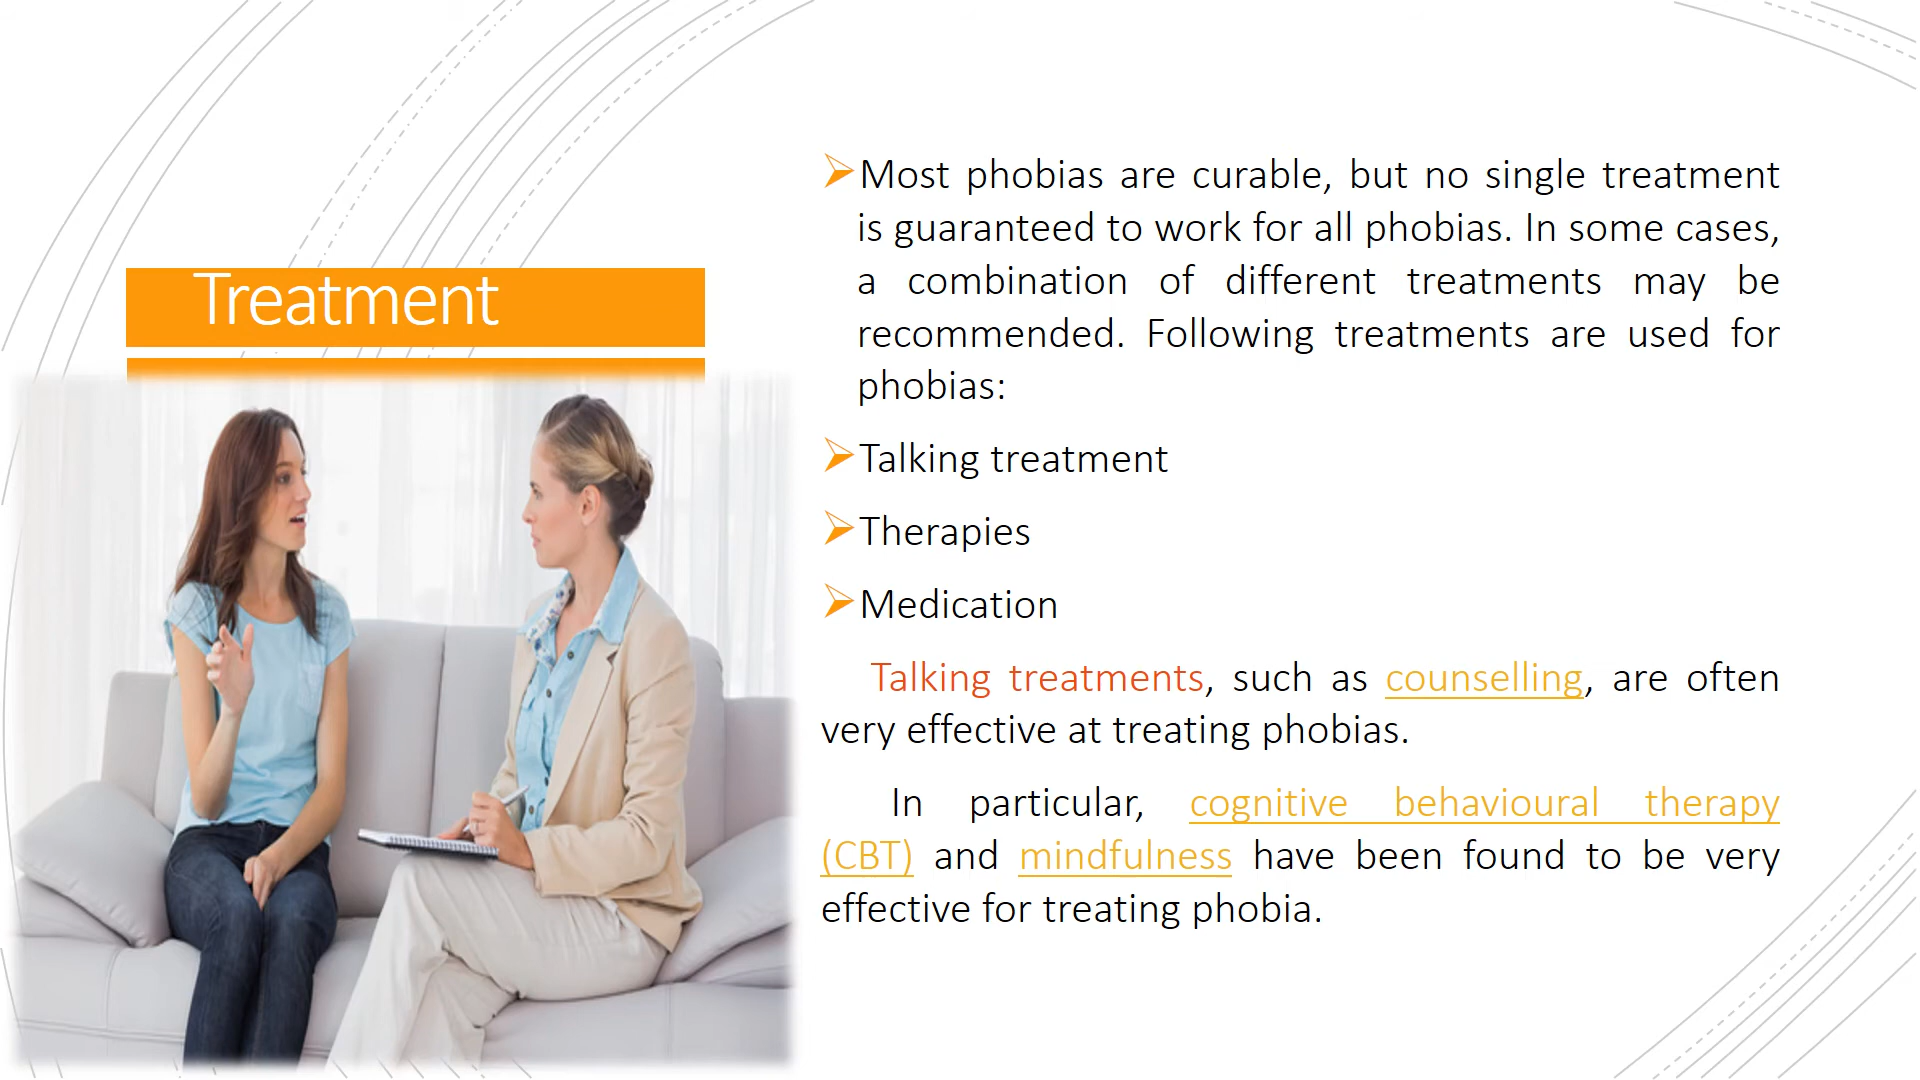 Treatment
Most phobias are curable, but no single treatment
is guaranteed to work for all phobias. In some cases,
a combination of different treatments may be
recommended. Following treatments are used for
phobias:
Talking treatment
Therapies
Medication
Talking treatments, such as counselling, are often
very effective at treating phobias.
In particular, cognitive behavioural therapy
(CBT) and mindfulness have been found to be very
effective for treating phobia.